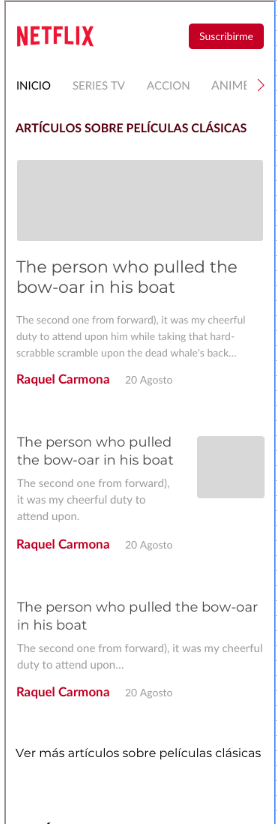 NETFLIX
Suscribirme
INICIO SERIES TV ACCION ANIME
ARTÍCULOS SOBRE PELÍCULAS CLÁSICAS
The person who pulled the
bow-oar in his boat
The second one from forward), it was my cheerful
duty to attend upon him while taking that hard-
scrabble scramble upon the dead whale's back...
Raquel Carmona 20 Agosto
The person who pulled
the bow-oar in his boat
The second one from forward),
it was my cheerful duty to
attend upon.
Raquel Carmona 20 Agosto
The person who pulled the bow-oar
in his boat
The second one from forward), it was my cheerful
duty to attend upon...
Raquel Carmona 20 Agosto
Ver más artículos sobre películas clásicas